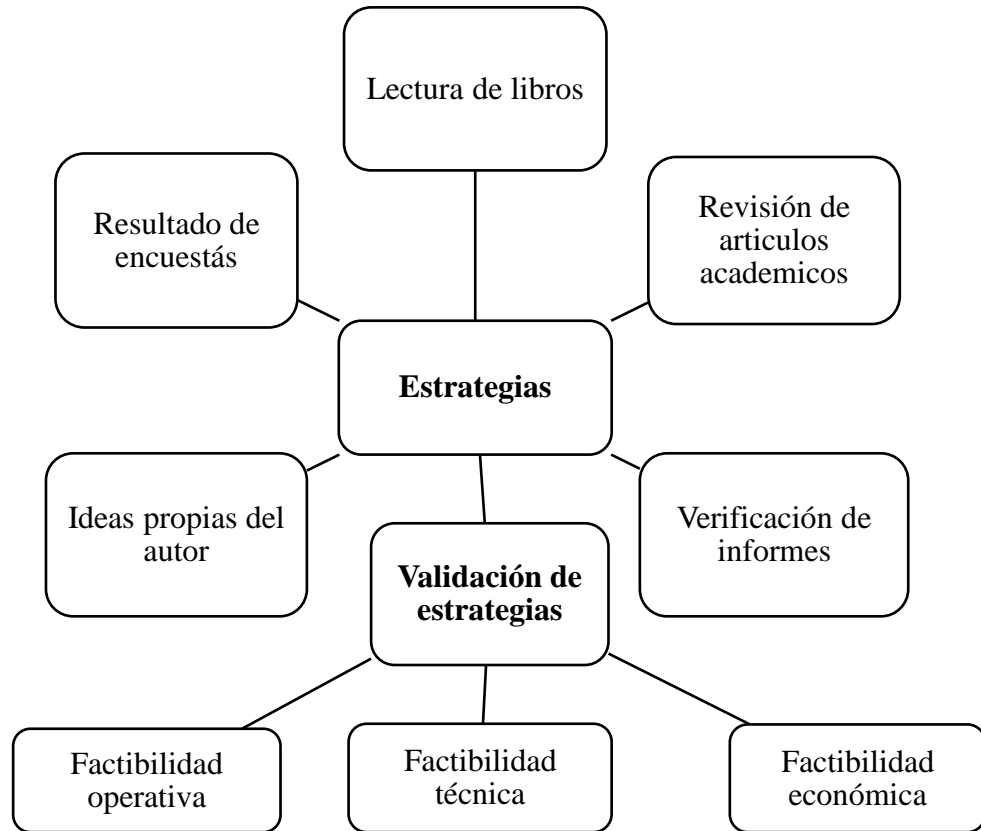 Lectura de libros
Resultado de
encuestás
Revisión de
articulos
academicos
Estrategias
Ideas propias del
autor
Verificación de
informes
Validación de
estrategias
Factibilidad
operativa
Factibilidad
técnica
Factibilidad
económica